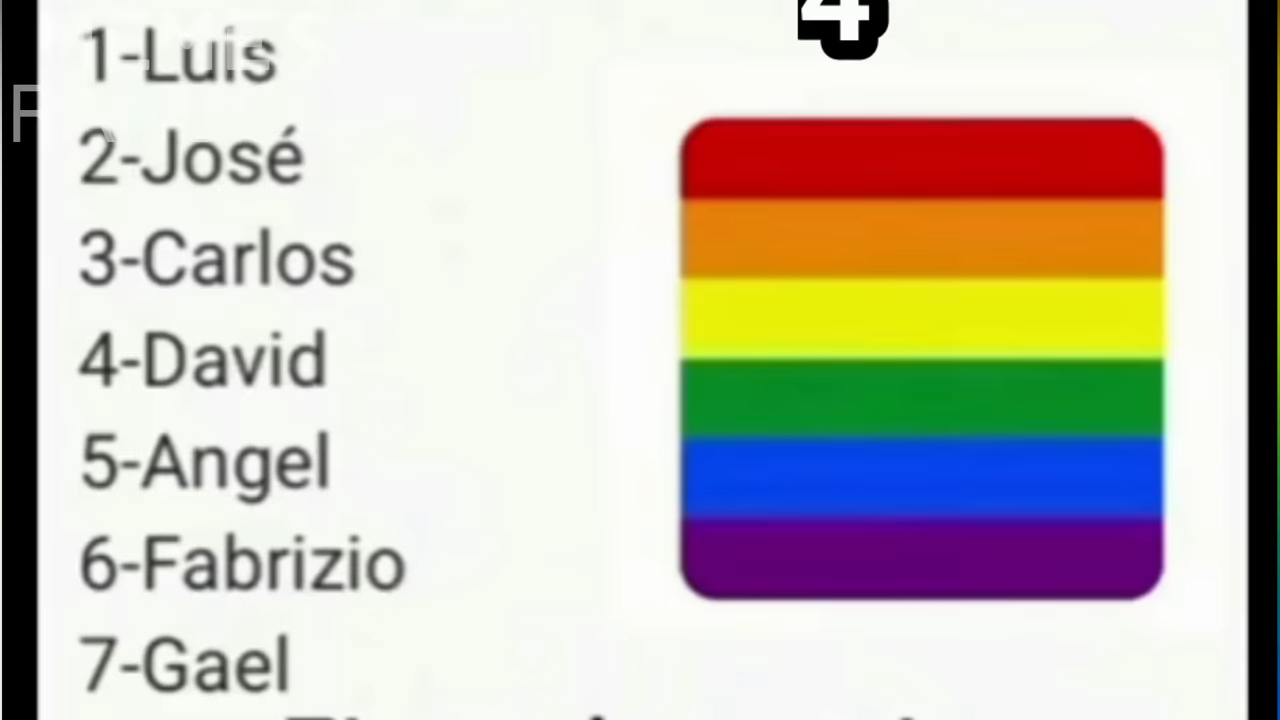 4
1-Luis
2-José
3-Carlos
4-David
5-Angel
6-Fabrizio
7-Gael